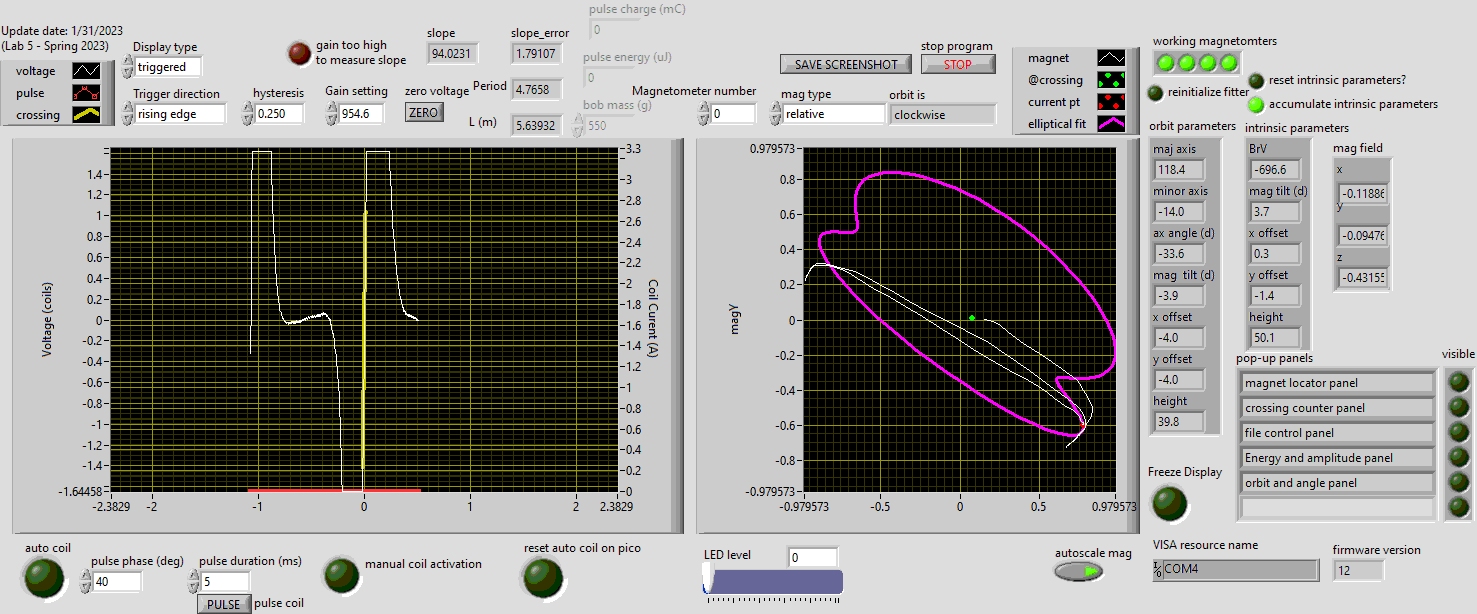 Update date: 1/31/2023
(Lab 5 - Spring 2023)
voltage
pulse
crossing
Display type
triggered
Trigger direction
rising edge
gain too high
to measure slope
hysteresis
0.250
Gain setting
954.6
zero voltage
ZERO
slope
94.0231
slope_error
1.79107
Period
4.7658
L (m)
5.63932
pulse charge (mC)
0
pulse energy (uJ)
0
bob mass (g)
550
Magnetometer number
0
SAVE SCREENSHOT
stop program
STOP
mag type
relative
orbit is
clockwise
magnet
@crossing
current pt
elliptical fit
working magnetomters
reset intrinsic parameters?
reinitialize fitter
accumulate intrinsic parameters
orbit parameters
maj axis
118.4
minor axis
-14.0
ax angle (d)
-33.6
mag tilt (d)
-3.9
x offset
-4.0
y offset
-4.0
height
39.8
intrinsic parameters
BrV
-696.6
mag tilt (d)
3.7
x offset
0.3
y offset
-1.4
height
50.1
mag field
x
-0.11886
y
-0.09476
z
-0.43155
pop-up panels
visible
magnet locator panel
crossing counter panel
file control panel
Energy and amplitude panel
orbit and angle panel
Voltage (coils)
1.4
1.2
1
0.8
0.6
0.4
0.2
0
-0.2
-0.4
-0.6
-0.8
-1
-1.2
-1.4
-1.64458
-2.3829
-2
-1
0
1
2
2.3829
3.3
3
2.8
2.6
2.4
2.2
2
1.8
1.6
1.4
1.2
1
0.8
0.6
0.4
0.2
0
Coil Current (A)
magy
0.979573
0.8
0.6
0.4
0.2
0
-0.2
-0.4
-0.6
-0.8
-0.979573
-0.979573
-0.5
0
0.5
0.979573
Freeze Display
auto coil
pulse phase (deg)
40
pulse duration (ms)
5
PULSE
pulse coil
manual coil activation
reset auto coil on pico
LED level
0
autoscale mag
VISA resource name
COM4
firmware version
12